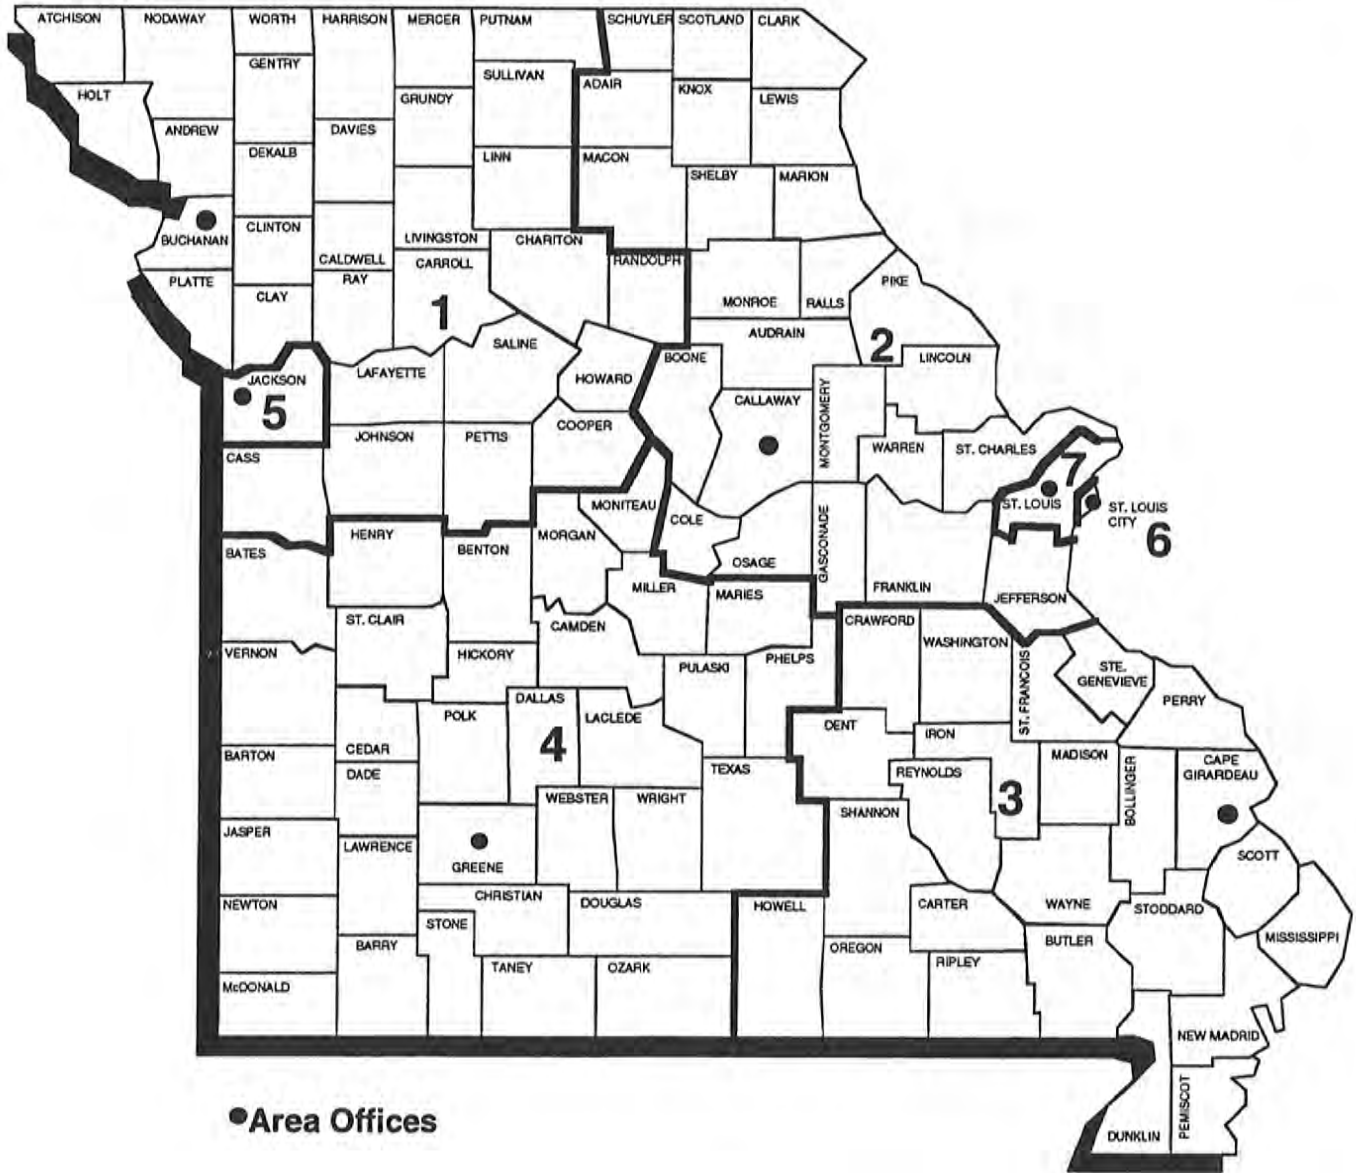 ATCHISON
NODAWAY
WORTH
HARRISON
MERCER
PUTNAM
SCHUYLER
SCOTLAND
CLARK
GENTRY
SULLIVAN
ADAIR
KNOX
LEWIS
HOLT
GRUNDY
ANDREW
DAVIES
DEKALB
LINN
MACON
SHELBY
MARION
BUCHANAN
CLINTON
LIVINGSTON
CHARITON
CALDWELL
CARROLL
RANDOLPH
PLATTE
CLAY
RAY
1
MONROE
RALLS
PIKE
AUDRAIN
SALINE
2
LINCOLN
BOONE
JACKSON
5
LAFAYETTE
HOWARD
CALLAWAY
MONTGOMERY
COOPER
JOHNSON
PETTIS
WARREN
ST. CHARLES
CASS
7
MONITEAU
ST. LOUIS
ST. LOUIS
CITY
6
COLE
HENRY
MORGAN
GASCONADE
BATES
BENTON
OSAGE
MILLER
MARIES
FRANKLIN
JEFFERSON
ST. CLAIR
CAMDEN
CRAWFORD
WASHINGTON
VERNON
HICKORY
PULASKI
PHELPS
ST. FRANCOIS
STE.
GENEVIEVE
DALLAS
PERRY
POLK
LACLEDE
DENT
IRON
CEDAR
4
BARTON
DADE
TEXAS
REYNOLDS
MADISON
BOLLINGER
CAPE
GIRARDEAU
WEBSTER
WRIGHT
3
SHANNON
JASPER
LAWRENCE
GREENE
SCOTT
CHRISTIAN
DOUGLAS
HOWELL
CARTER
WAYNE
NEWTON
STODDARD
STONE
BARRY
OREGON
BUTLER
MISSISSIPPI
TANEY
OZARK
RIPLEY
McDONALD
NEW MADRID
PEMISCOT
DUNKLIN
Area Offices